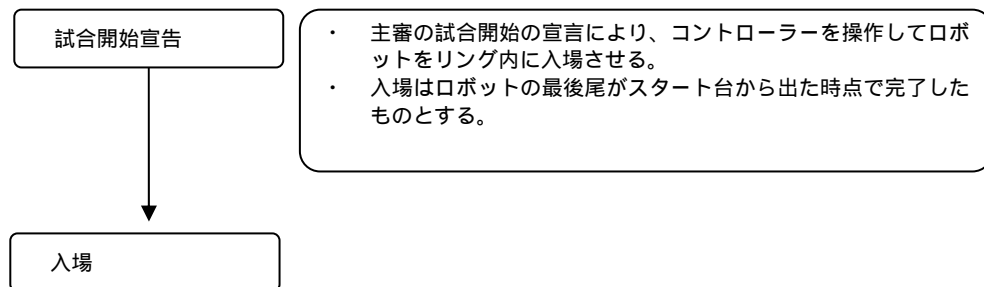 試合開始宣告
・ 主審の試合開始の宣言により、コントローラーを操作してロボ
ットをリング内に入場させる。
・ 入場はロボットの最後尾がスタート台から出た時点で完了した
ものとする。
入場